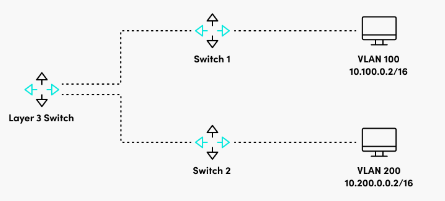 Switch 1
VLAN 100
10.100.0.2/16
Layer 3 Switch
Switch 2
VLAN 200
10.200.0.0.2/16